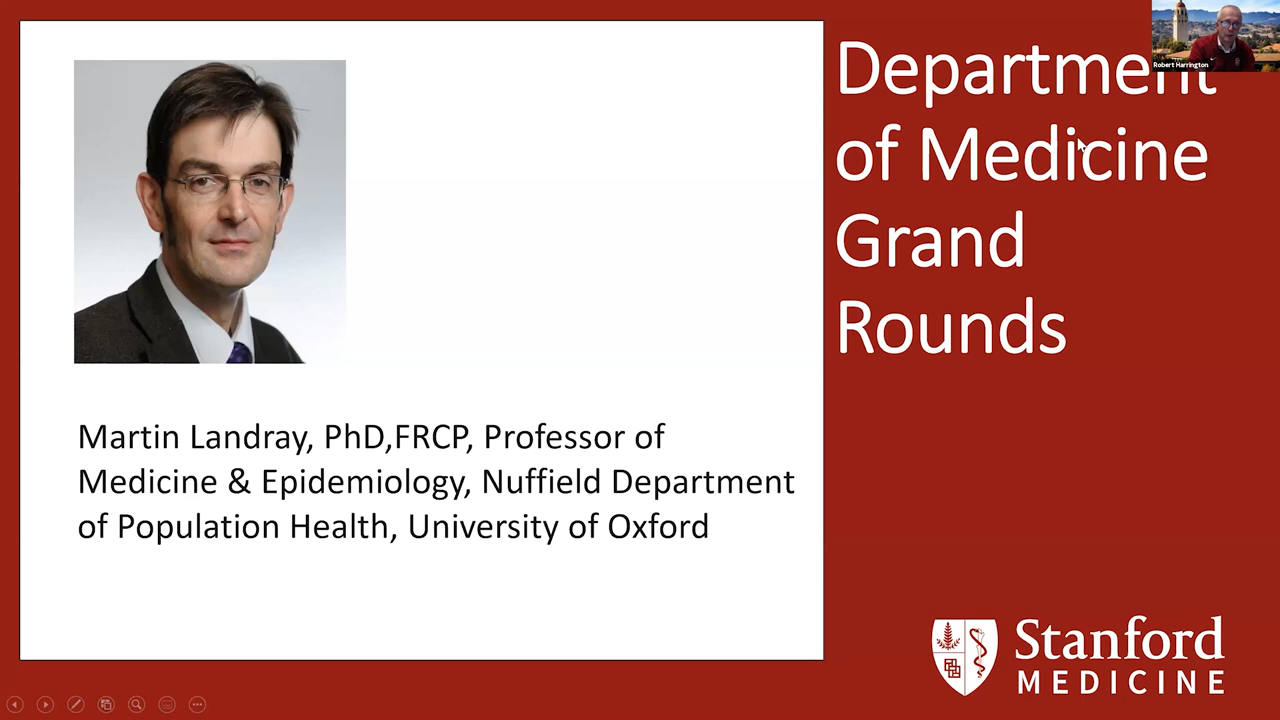 Department
of Medicine
Grand
Rounds
Robert Harrington
Martin Landray, PhD,FRCP, Professor of
Medicine & Epidemiology, Nuffield Department
of Population Health, University of Oxford
Stanford
MEDICINE